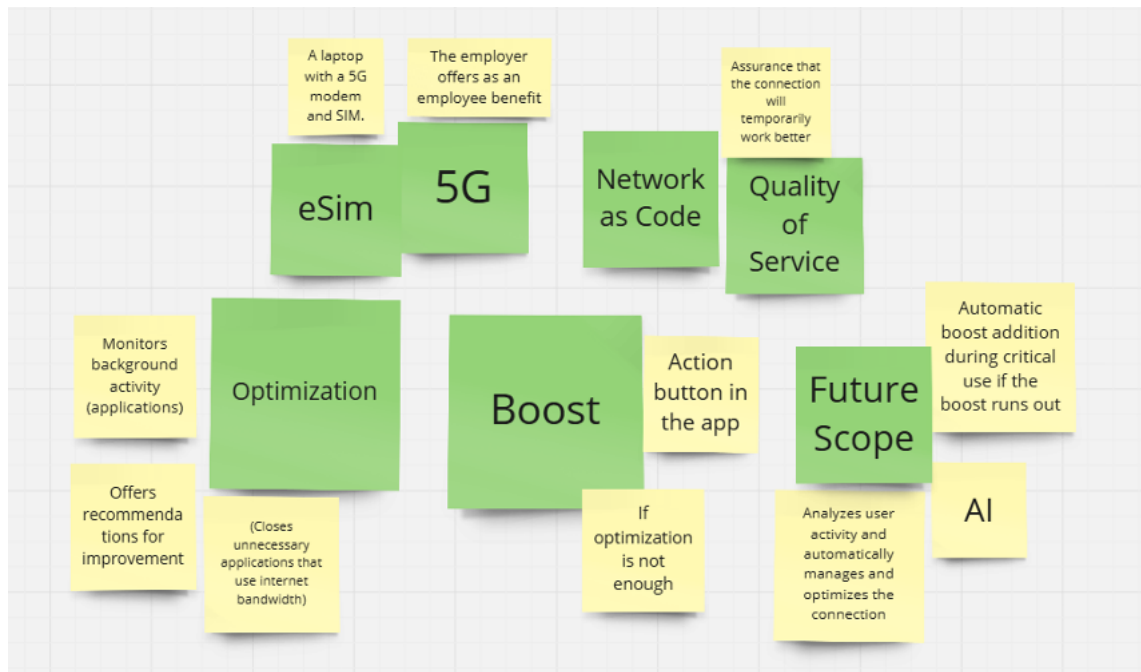 A laptop
with a 5G
modem
and SIM.
The employer
offers as an
employee benefit
eSim
5G
Assurance that
the connection
will
temporarily
work better
Network
as Code
Quality
of
Service
Monitors
background
activity
(applications)
Optimization
Offers
recommenda
tions for
improvement
(Closes
unnecessary
applications that
use internet
bandwidth)
Boost
Action
button in
the app
If
optimization
is not
enough
Future
Scope
Automatic
boost addition
during critical
use if the
boost runs out
AI
Analyzes user
activity and
automatically
manages and
optimizes the
connection